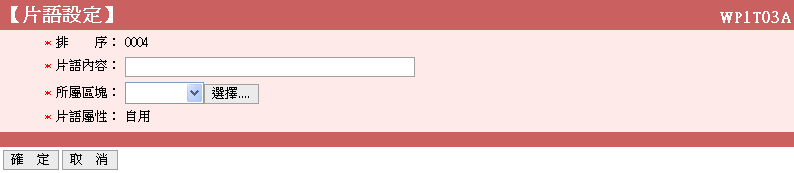 【片語設定】 WP1T03A
* 排　　序： 0004
* 片語內容：
* 所屬區塊： 選擇....
* 片語屬性： 自用
確　定 取　消